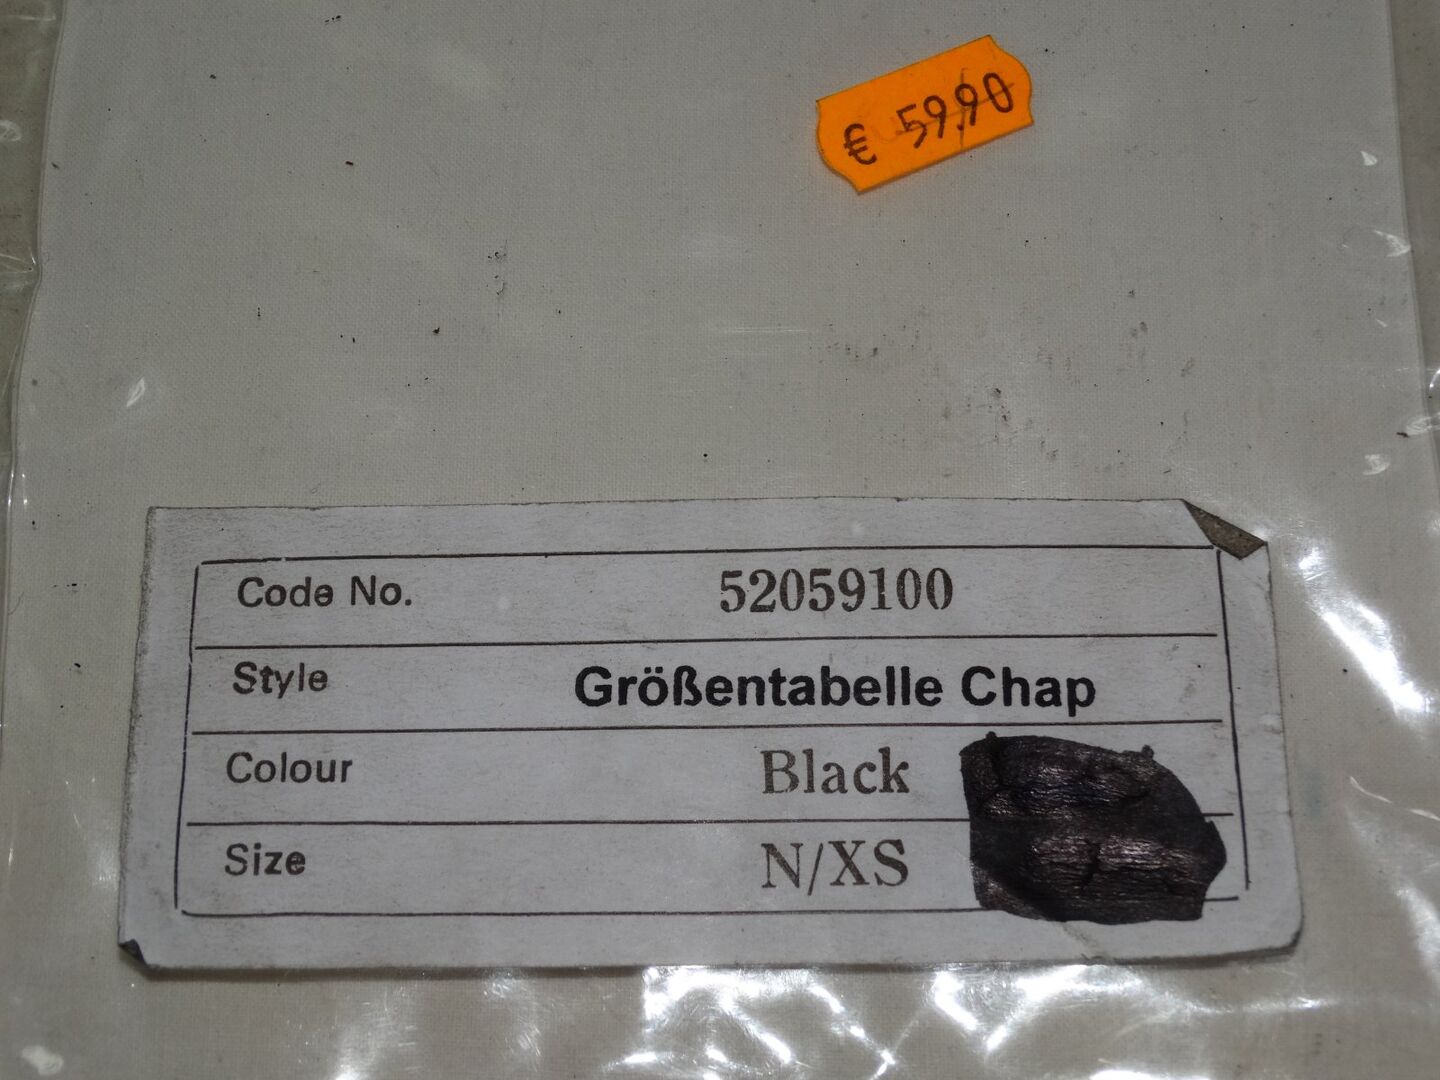 € 59.90
Code No. 52059100
Style Größentabelle Chap
Colour Black
Size N/XS